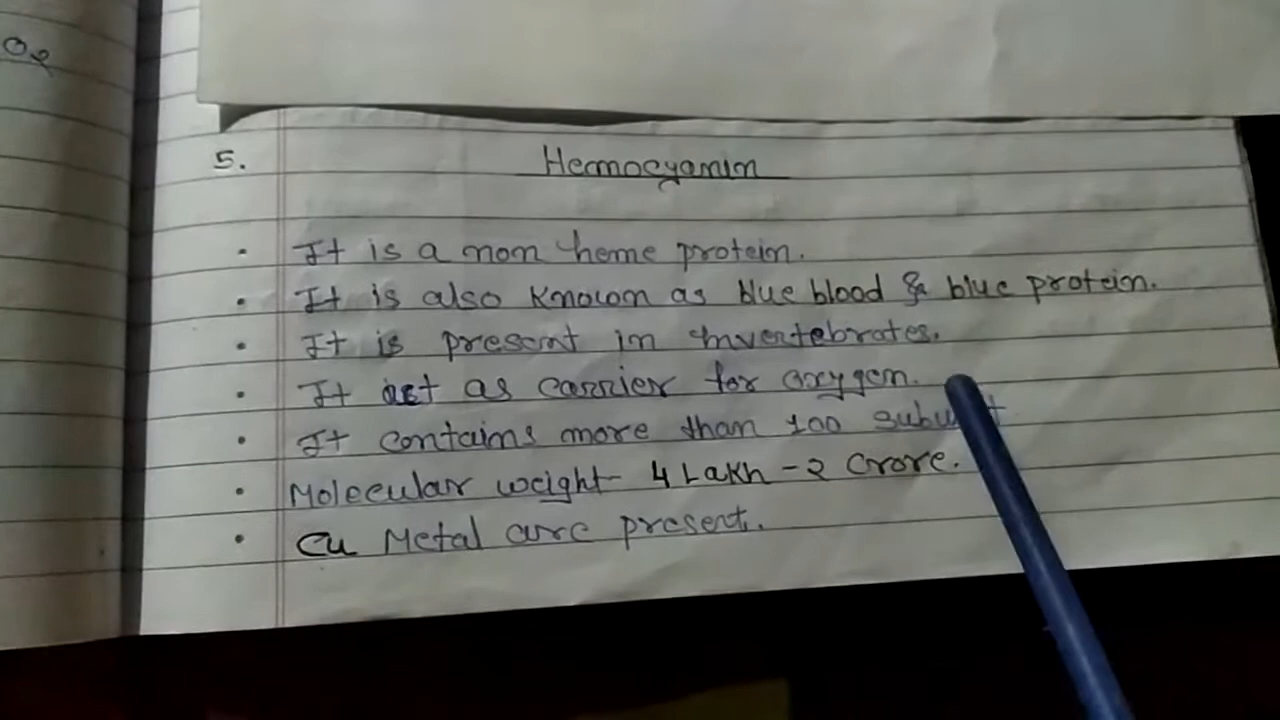 O2
5. Hemocyanin
• It is a non heme protein.
• It is also known as blue blood & blue protein.
• It is present in invertebrates.
• It act as carrier for oxygen.
• It contains more than 100
• Molecular weight - 4 Lakh - 2 Crore.
• Cu Metal are present.